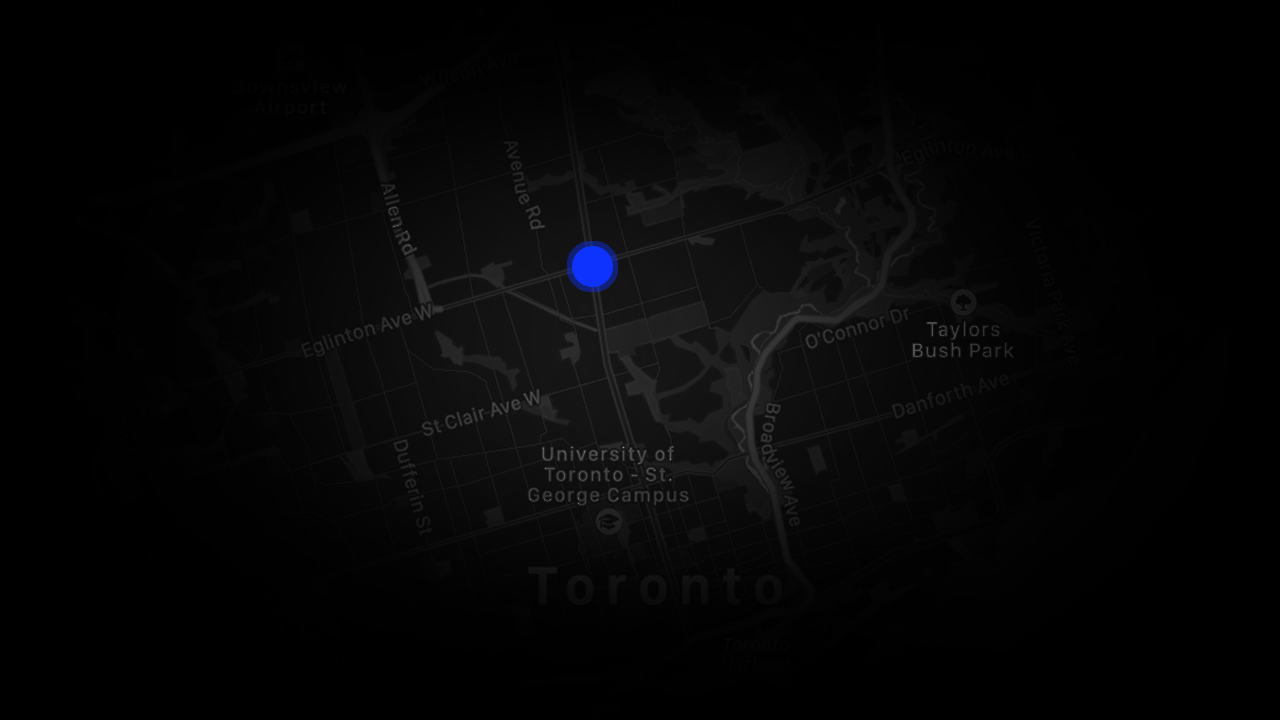 Downsview
Airport
Wilson Ave
Avenue Rd
Allen Rd
Eglinton Ave E
Victoria Park Ave
Eglinton Ave W
O'Connor Dr
Taylors
Bush Park
St Clair Ave W
Danforth Ave
Dufferin St
Broadview Ave
University of
Toronto - St.
George Campus
Toronto
Toronto